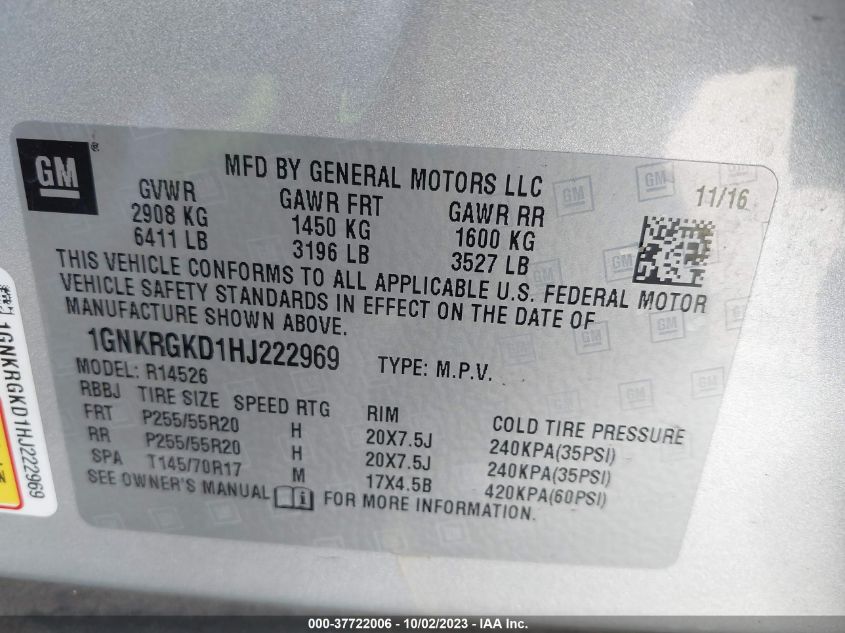 GM
MFD BY GENERAL MOTORS LLC
11/16
GVWR GAWR FRT GAWR RR
2908 KG 1450 KG 1600 KG
6411 LB 3196 LB 3527 LB
THIS VEHICLE CONFORMS TO ALL APPLICABLE U.S. FEDERAL MOTOR
VEHICLE SAFETY STANDARDS IN EFFECT ON THE DATE OF
MANUFACTURE SHOWN ABOVE.
1GNKRGKD1HJ222969 TYPE: M.P.V.
MODEL: R14526
RBBJ TIRE SIZE SPEED RTG RIM COLD TIRE PRESSURE
FRT P255/55R20 H 20X7.5J 240KPA(35PSI)
RR P255/55R20 H 20X7.5J 240KPA(35PSI)
SPA T145/70R17 M 17X4.5B 420KPA(60PSI)
SEE OWNER'S MANUAL FOR MORE INFORMATION.
1GNKRGKD1HJ222969
000-37722006 - 10/02/2023 - IAA Inc.